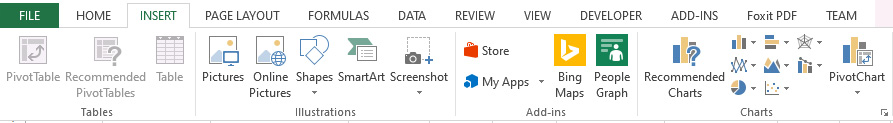 FILE HOME INSERT PAGE LAYOUT FORMULAS DATA REVIEW VIEW DEVELOPER ADD-INS Foxit PDF TEAM
PivotTable Recommended PivotTables Table
Tables
Pictures Online Pictures Shapes SmartArt Screenshot
Illustrations
Store
My Apps
Bing Maps People Graph
Add-ins
Recommended Charts PivotChart
Charts